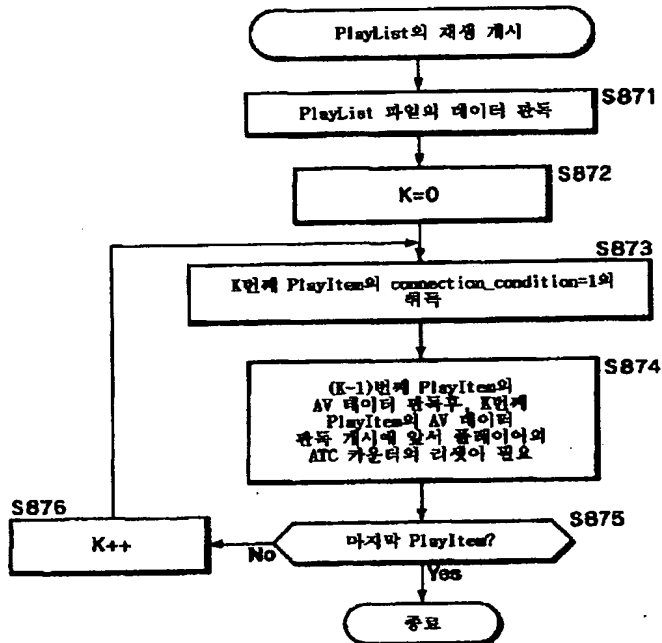 PlayList의 재생 개시
S871
PlayList 파일의 데이터 판독
S872
K=0
S873
K번째 PlayItem의 connection_condition=1의
취득
S874
(K-1)번째 PlayItem의
AV 데이터 판독후, K번째
PlayItem의 AV 데이터
판독 개시에 앞서 플레이어의
ATC 카운터의 리셋이 필요
S876
K++
S875
마지막 PlayItem?
No
Yes
종료